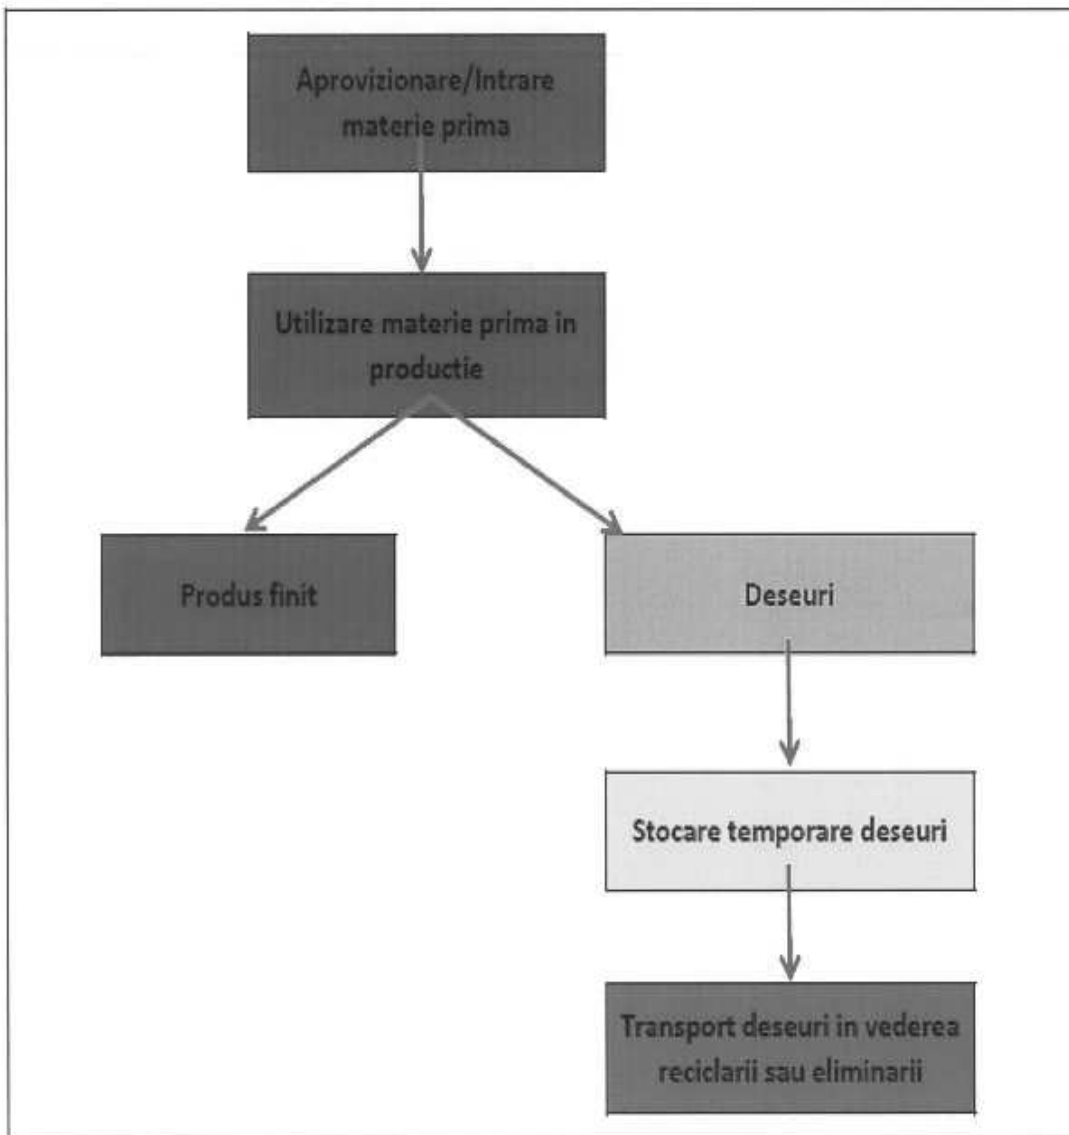 Aprovizionare/Intrare
materie prima
Utilizare materie prima in
productie
Produs finit
Deseuri
Stocare temporare deseuri
Transport deseuri in vederea
reciclarii sau eliminarii